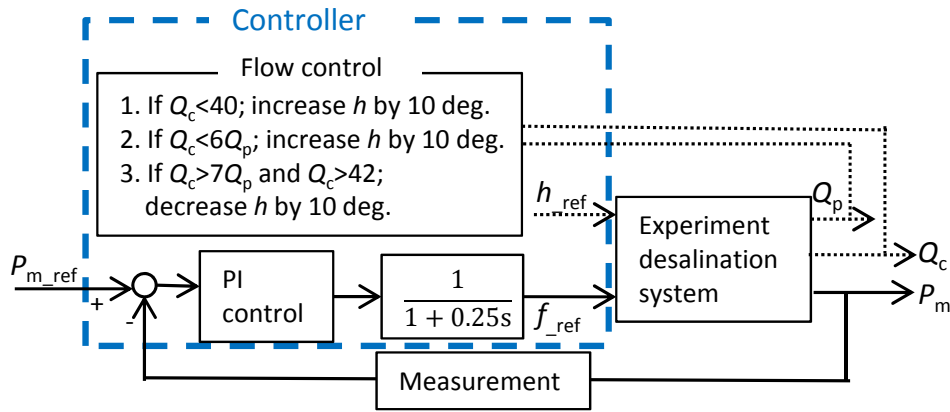 Controller
Flow control
1. If Qc<40; increase h by 10 deg.
2. If Qc<6Qp; increase h by 10 deg.
3. If Qc>7Qp and Qc>42;
decrease h by 10 deg.
h_ref
Qp
Experiment
desalination
system
Qc
Pm_ref
+
-
PI
control
1
1 + 0.25s
f_ref
Pm
Measurement